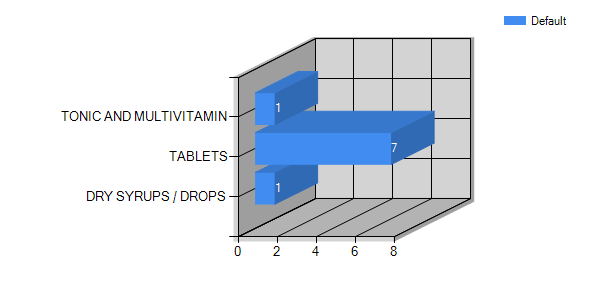 Default
TONIC AND MULTIVITAMIN
1
TABLETS
7
DRY SYRUPS / DROPS
1
0 2 4 6 8